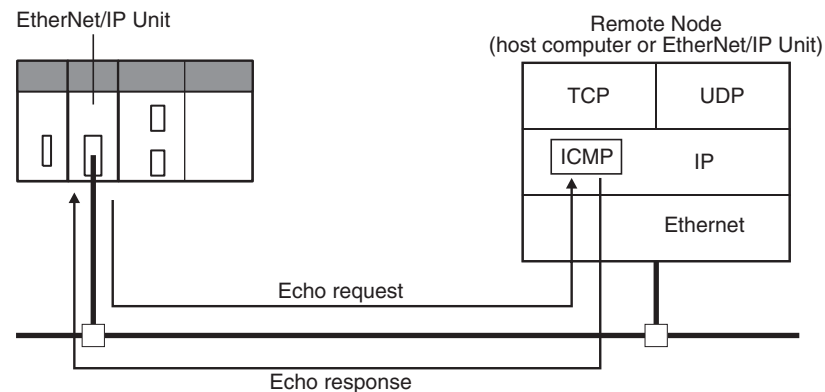 EtherNet/IP Unit
Remote Node
(host computer or EtherNet/IP Unit)
TCP
UDP
ICMP
IP
Ethernet
Echo request
Echo response